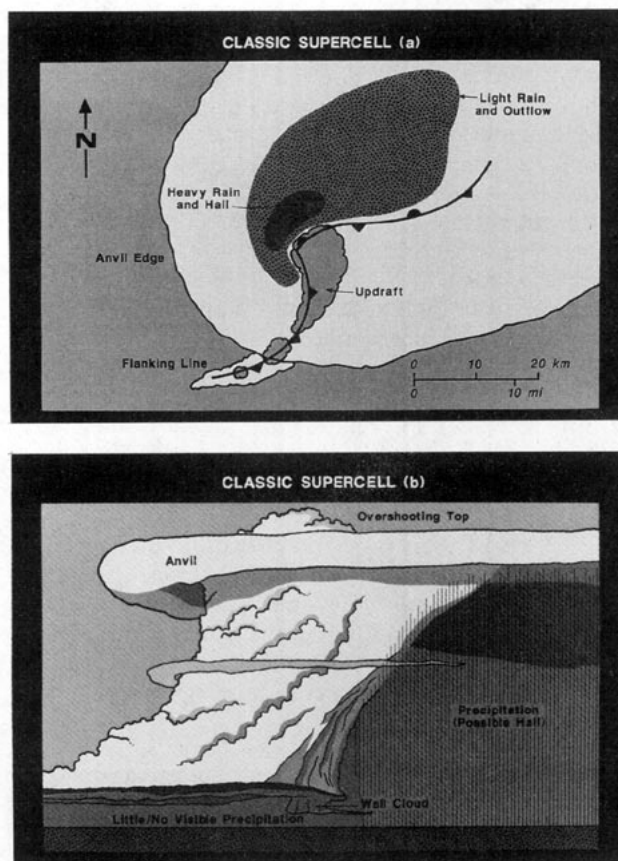 CLASSIC SUPERCELL (a)
N
Light Rain
and Outflow
Heavy Rain
and Hail
Anvil Edge
Updraft
Flanking Line
0 10 20 km
0 10 mi
CLASSIC SUPERCELL (b)
Overshooting Top
Anvil
Precipitation
(Possible Hail)
Wall Cloud
Little/No Visible Precipitation